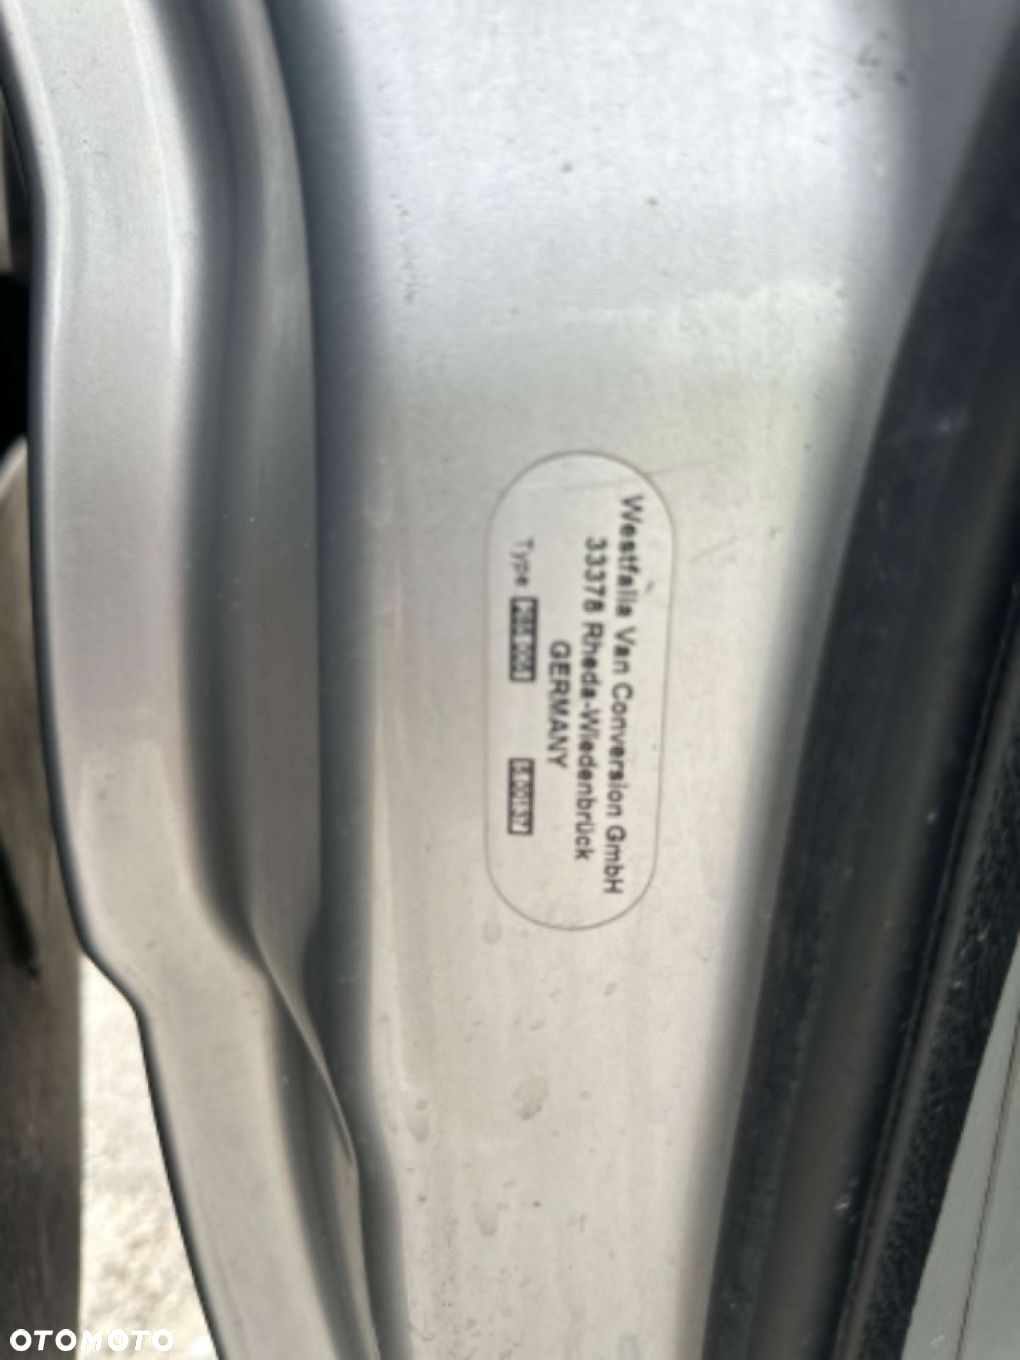 Westfalia Van Conversion GmbH
33378 Rheda-Wiedenbrück
GERMANY
Type
OTOMOTO